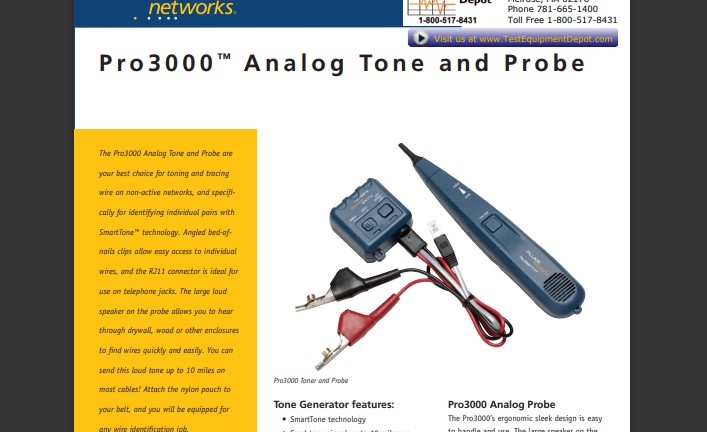 networks®
Depot
Melrose, MA 02176
Phone 781-665-1400
1-800-517-8431
Toll Free 1-800-517-8431
Visit us at www.TestEquipmentDepot.com
Pro3000™ Analog Tone and Probe
The Pro3000 Analog Tone and Probe are
your best choice for toning and tracing
wire on non-active networks, and specifi-
cally for identifying individual pairs with
SmartTone™ technology. Angled bed-of-
nails clips allow easy access to individual
wires, and the RJ11 connector is ideal for
use on telephone jacks. The large loud
speaker on the probe allows you to hear
through drywall, wood or other enclosures
to find wires quickly and easily. You can
send this loud tone up to 10 miles on
most cables! Attach the nylon pouch to
your belt, and you will be equipped for
any wire identification job.
Pro3000 Toner and Probe
Tone Generator features:
• SmartTone technology
Pro3000 Analog Probe
The Pro3000's ergonomic sleek design is easy
to handle and use. The large speaker on the